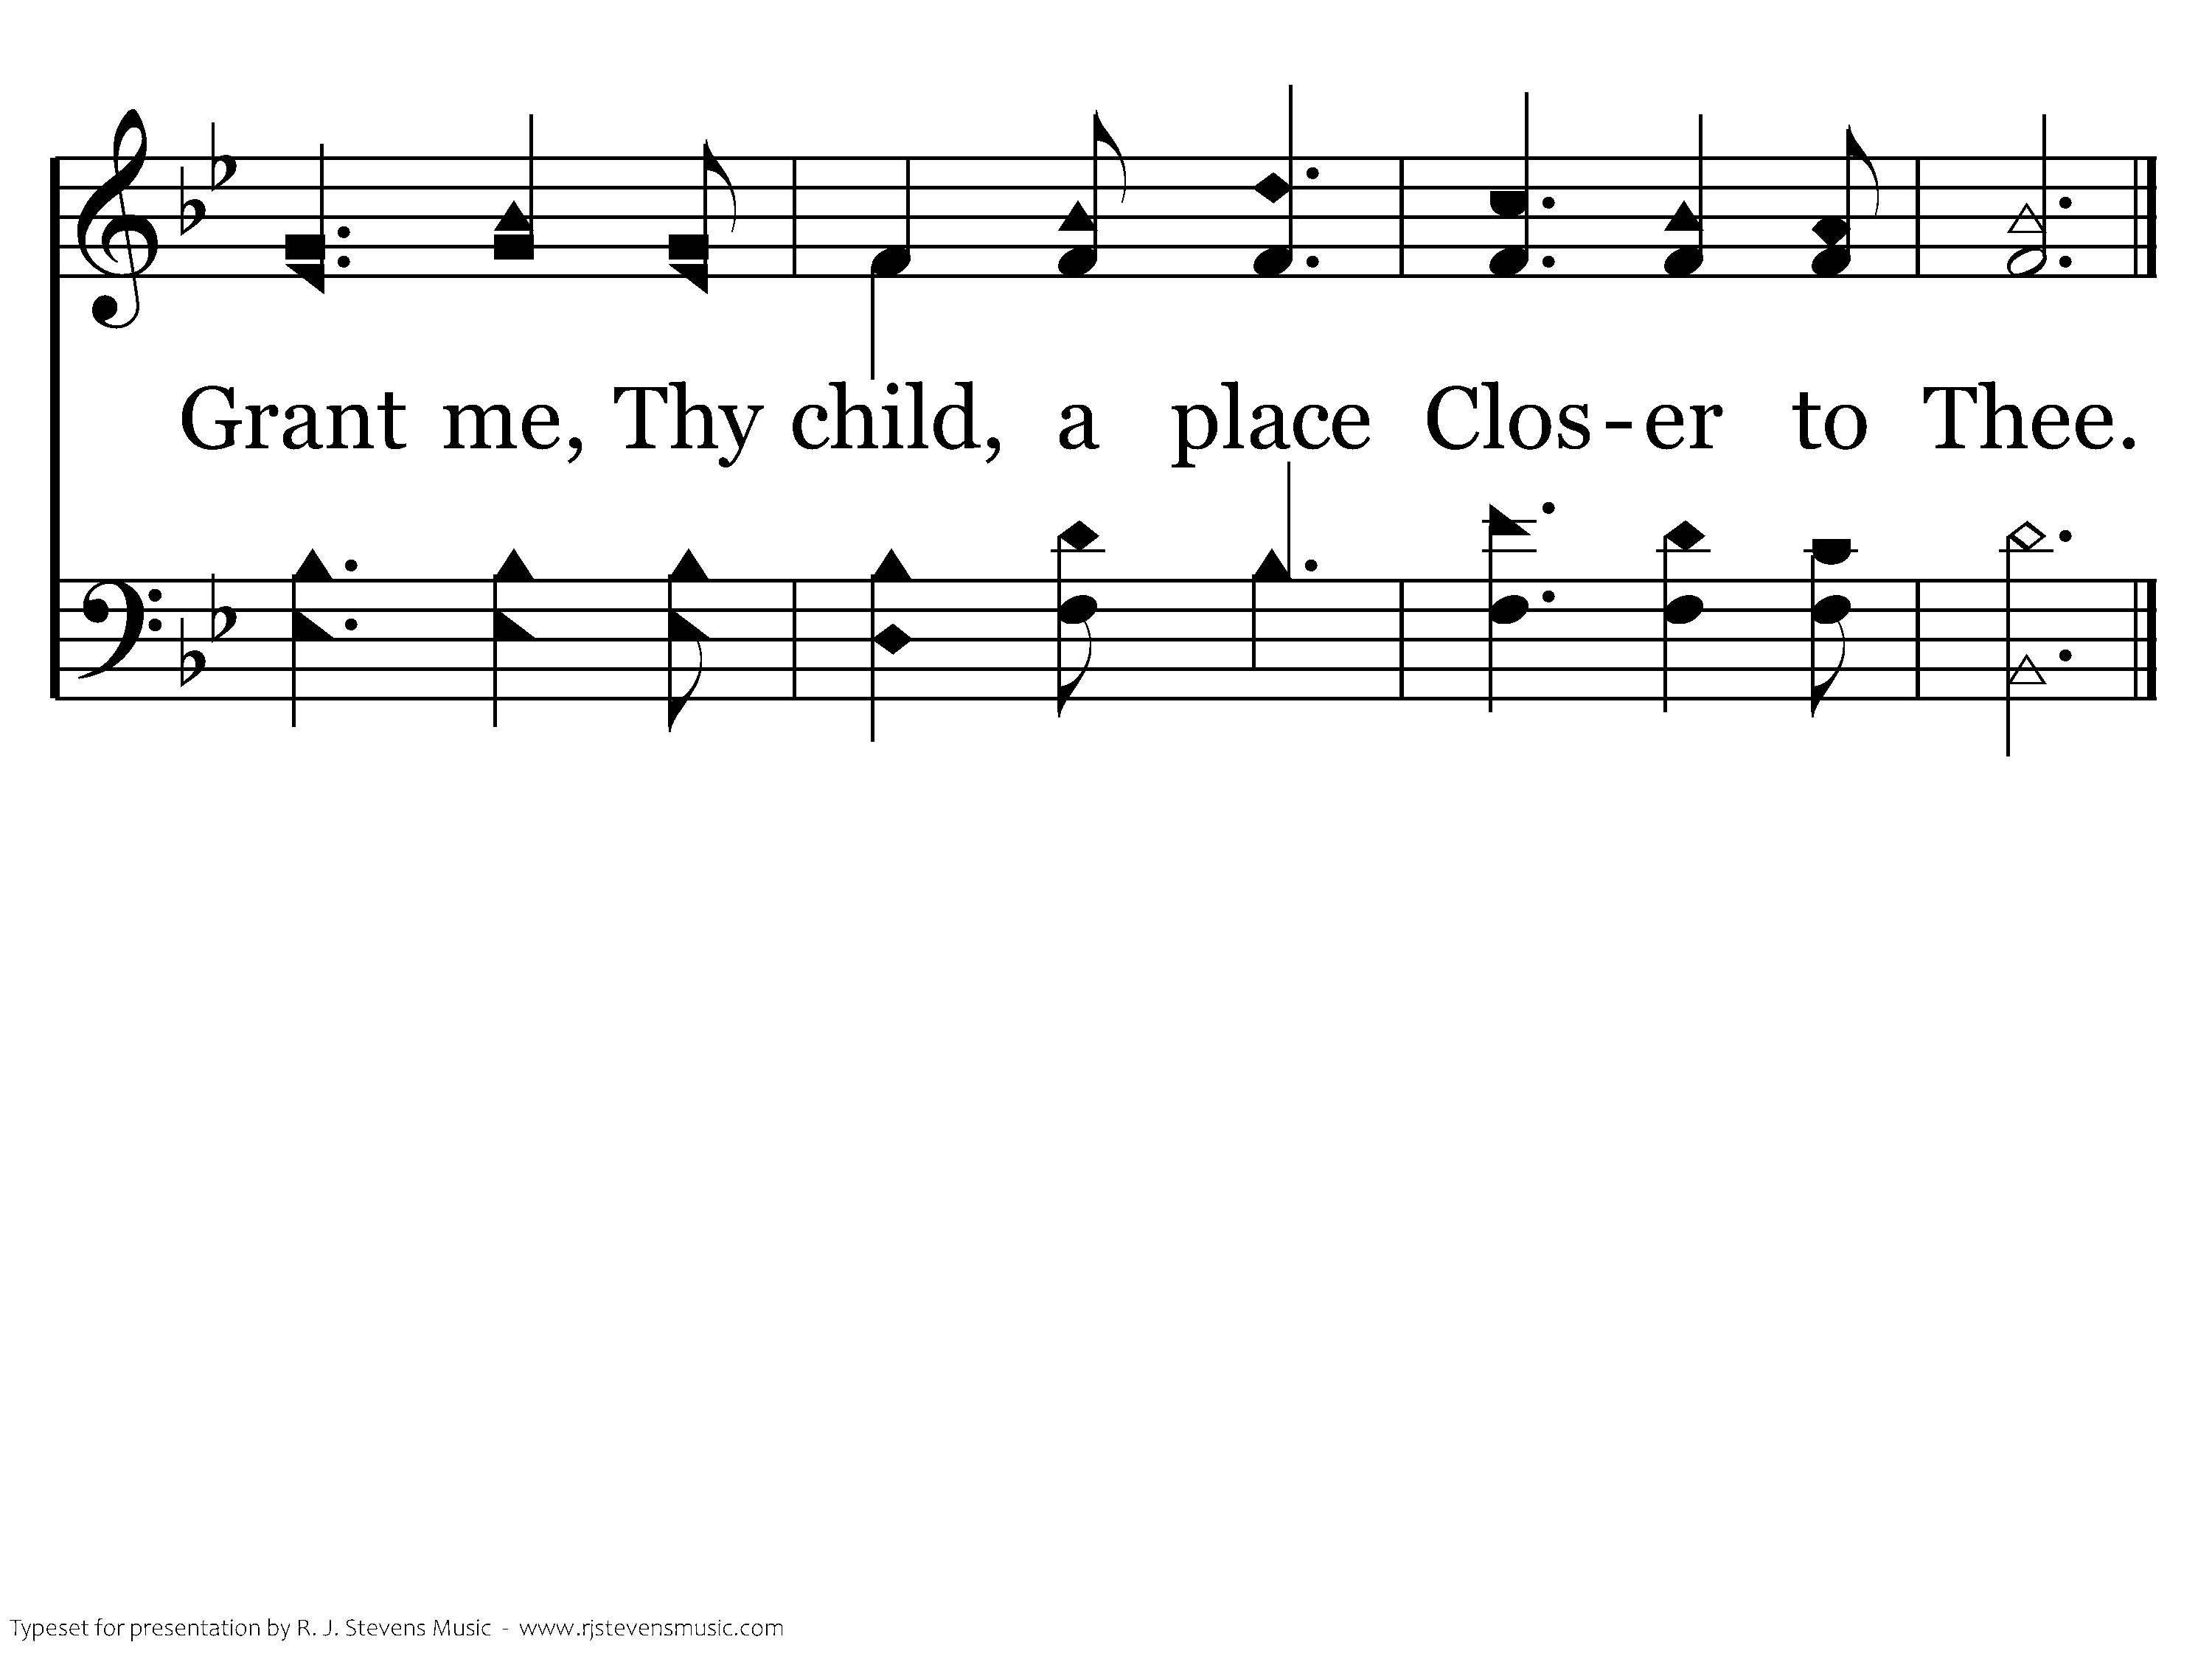 Grant me, Thy child, a place Clos-er to Thee.
Typeset for presentation by R. J. Stevens Music - www.rjstevensmusic.com